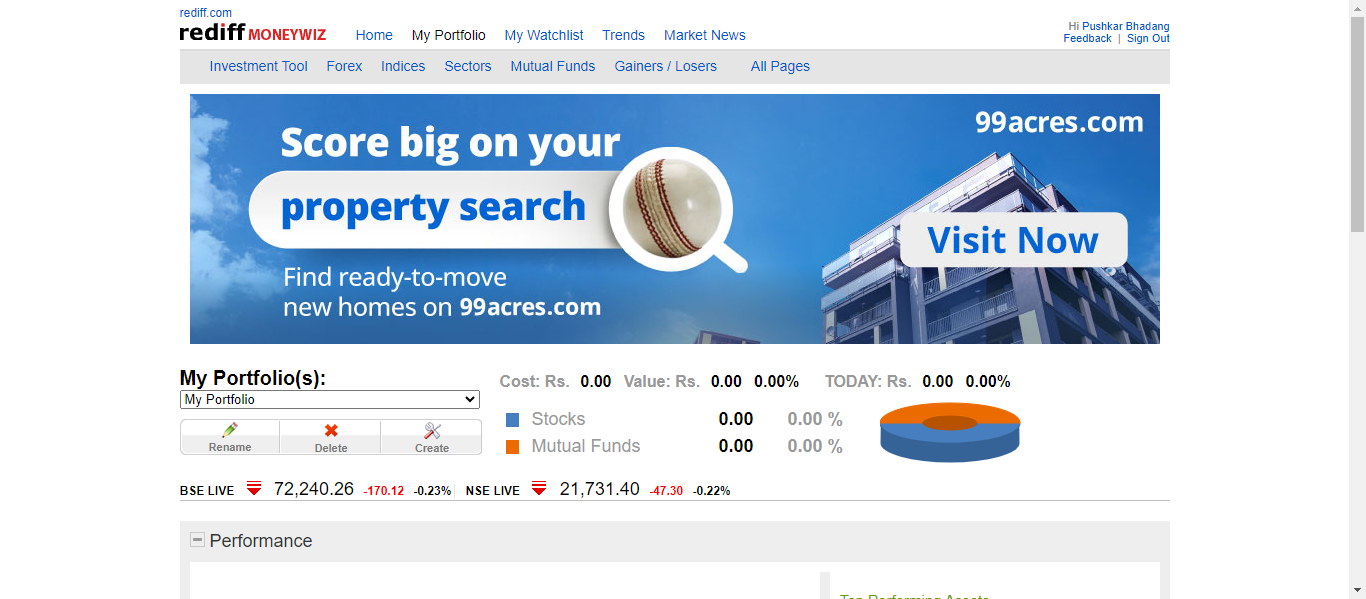 rediff.com
rediff MONEYWIZ
Home My Portfolio My Watchlist Trends Market News
Hi Pushkar Bhadang
Feedback | Sign Out
Investment Tool Forex Indices Sectors Mutual Funds Gainers / Losers All Pages
99acres.com
Score big on your
property search
Visit Now
Find ready-to-move
new homes on 99acres.com
My Portfolio(s):
My Portfolio
Rename Delete Create
Cost: Rs. 0.00 Value: Rs. 0.00 0.00% TODAY: Rs. 0.00 0.00%
Stocks 0.00 0.00 %
Mutual Funds 0.00 0.00 %
BSE LIVE 72,240.26 -170.12 -0.23% NSE LIVE 21,731.40 -47.30 -0.22%
Performance
Top Performing Assets